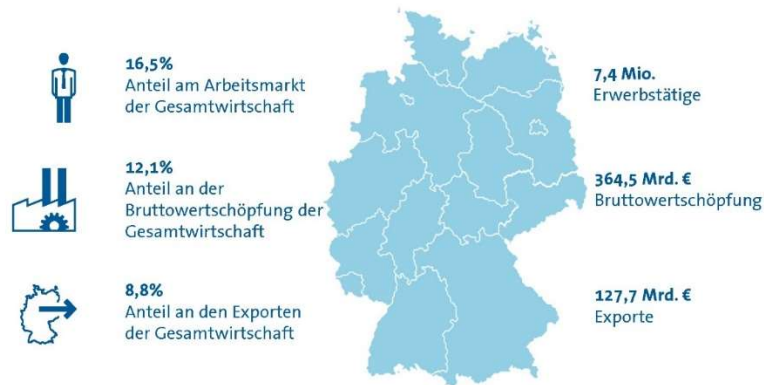 16,5%
Anteil am Arbeitsmarkt
der Gesamtwirtschaft
7,4 Mio.
Erwerbstätige
12,1%
Anteil an der
Bruttowertschöpfung der
Gesamtwirtschaft
364,5 Mrd. €
Bruttowertschöpfung
8,8%
Anteil an den Exporten
der Gesamtwirtschaft
127,7 Mrd. €
Exporte